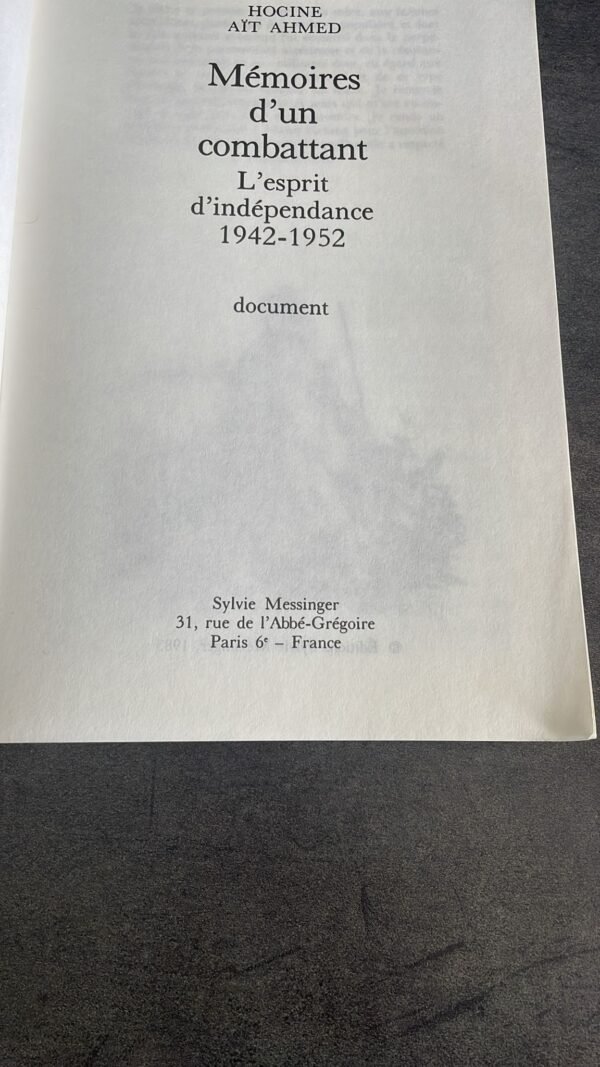 HOCINE
AÏT AHMED
Mémoires
d'un
combattant
L'esprit
d'indépendance
1942-1952
document
Sylvie Messinger
31, rue de l'Abbé-Grégoire
Paris 6e – France